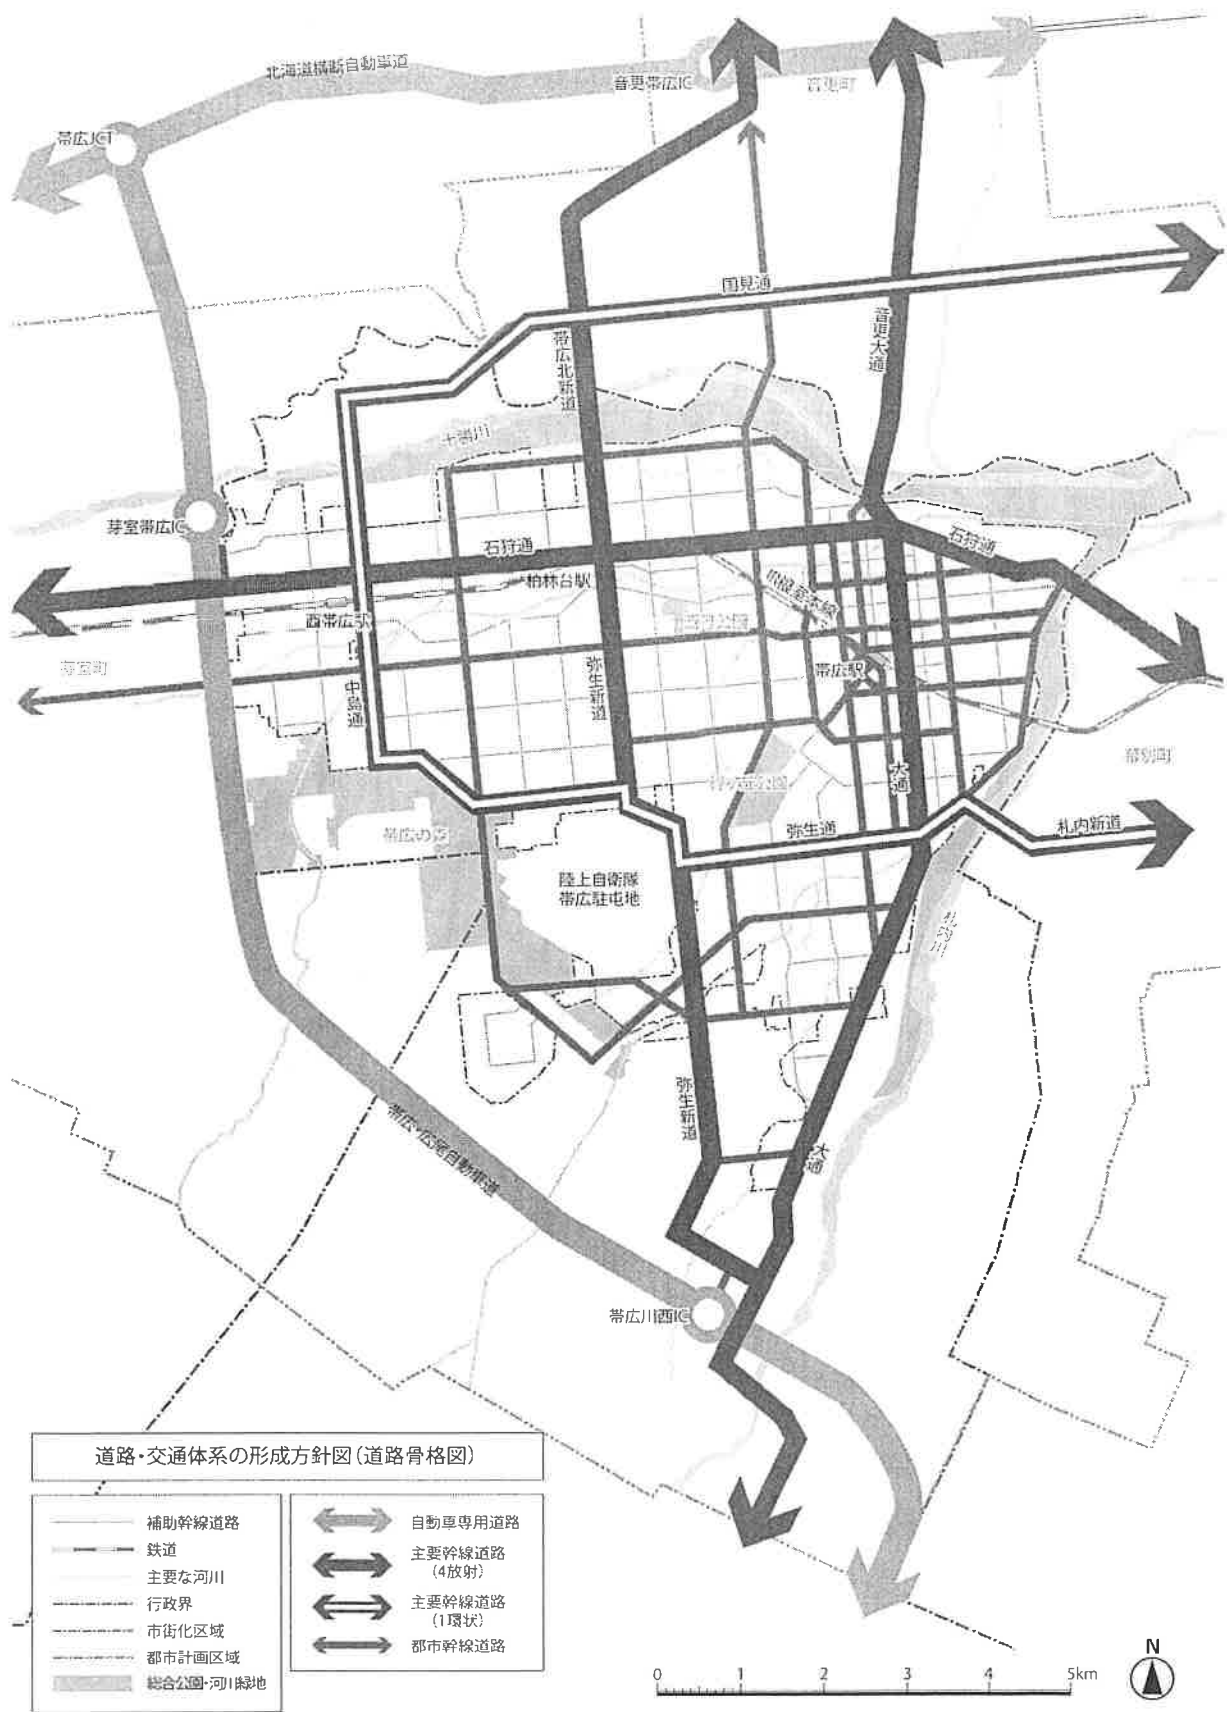 北海道横断自動車道
音更帯広IC
音更町
帯広JCT
国見通
帯広北新道
音更大通
十勝川
芽室帯広IC
石狩通
石狩通
柏林台駅
JR根室本線
西帯広駅
芽室町
中島通
弥生新道
帯広駅
大通
幕別町
帯広の森
弥生通
札内新道
陸上自衛隊
帯広駐屯地
札内川
弥生新道
大通
帯広・広尾自動車道
帯広川西IC
道路・交通体系の形成方針図(道路骨格図)
補助幹線道路
鉄道
主要な河川
行政界
市街化区域
都市計画区域
総合公園・河川緑地
自動車専用道路
主要幹線道路
(4放射)
主要幹線道路
(1環状)
都市幹線道路
0 1 2 3 4 5km
N